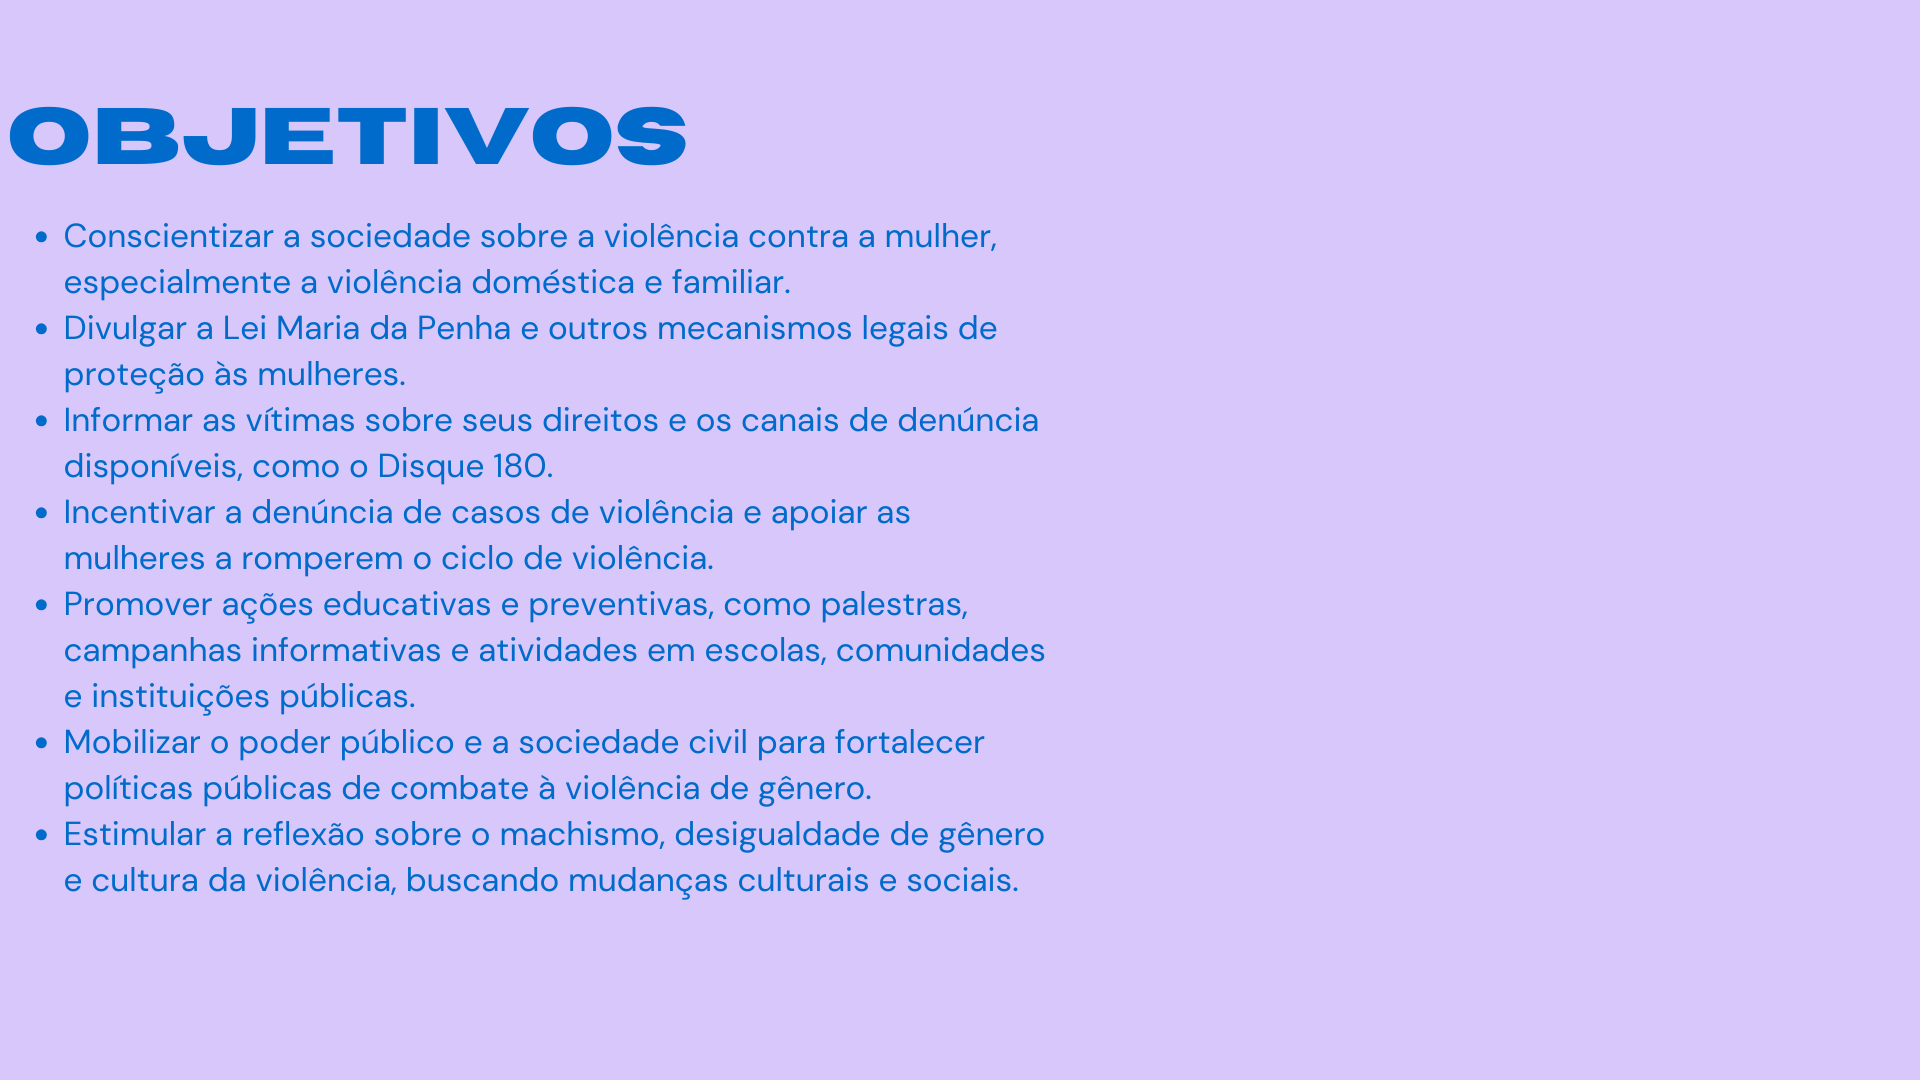 OBJETIVOS
• Conscientizar a sociedade sobre a violência contra a mulher,
especialmente a violência doméstica e familiar.
• Divulgar a Lei Maria da Penha e outros mecanismos legais de
proteção às mulheres.
• Informar as vítimas sobre seus direitos e os canais de denúncia
disponíveis, como o Disque 180.
• Incentivar a denúncia de casos de violência e apoiar as
mulheres a romperem o ciclo de violência.
• Promover ações educativas e preventivas, como palestras,
campanhas informativas e atividades em escolas, comunidades
e instituições públicas.
• Mobilizar o poder público e a sociedade civil para fortalecer
políticas públicas de combate à violência de gênero.
• Estimular a reflexão sobre o machismo, desigualdade de gênero
e cultura da violência, buscando mudanças culturais e sociais.